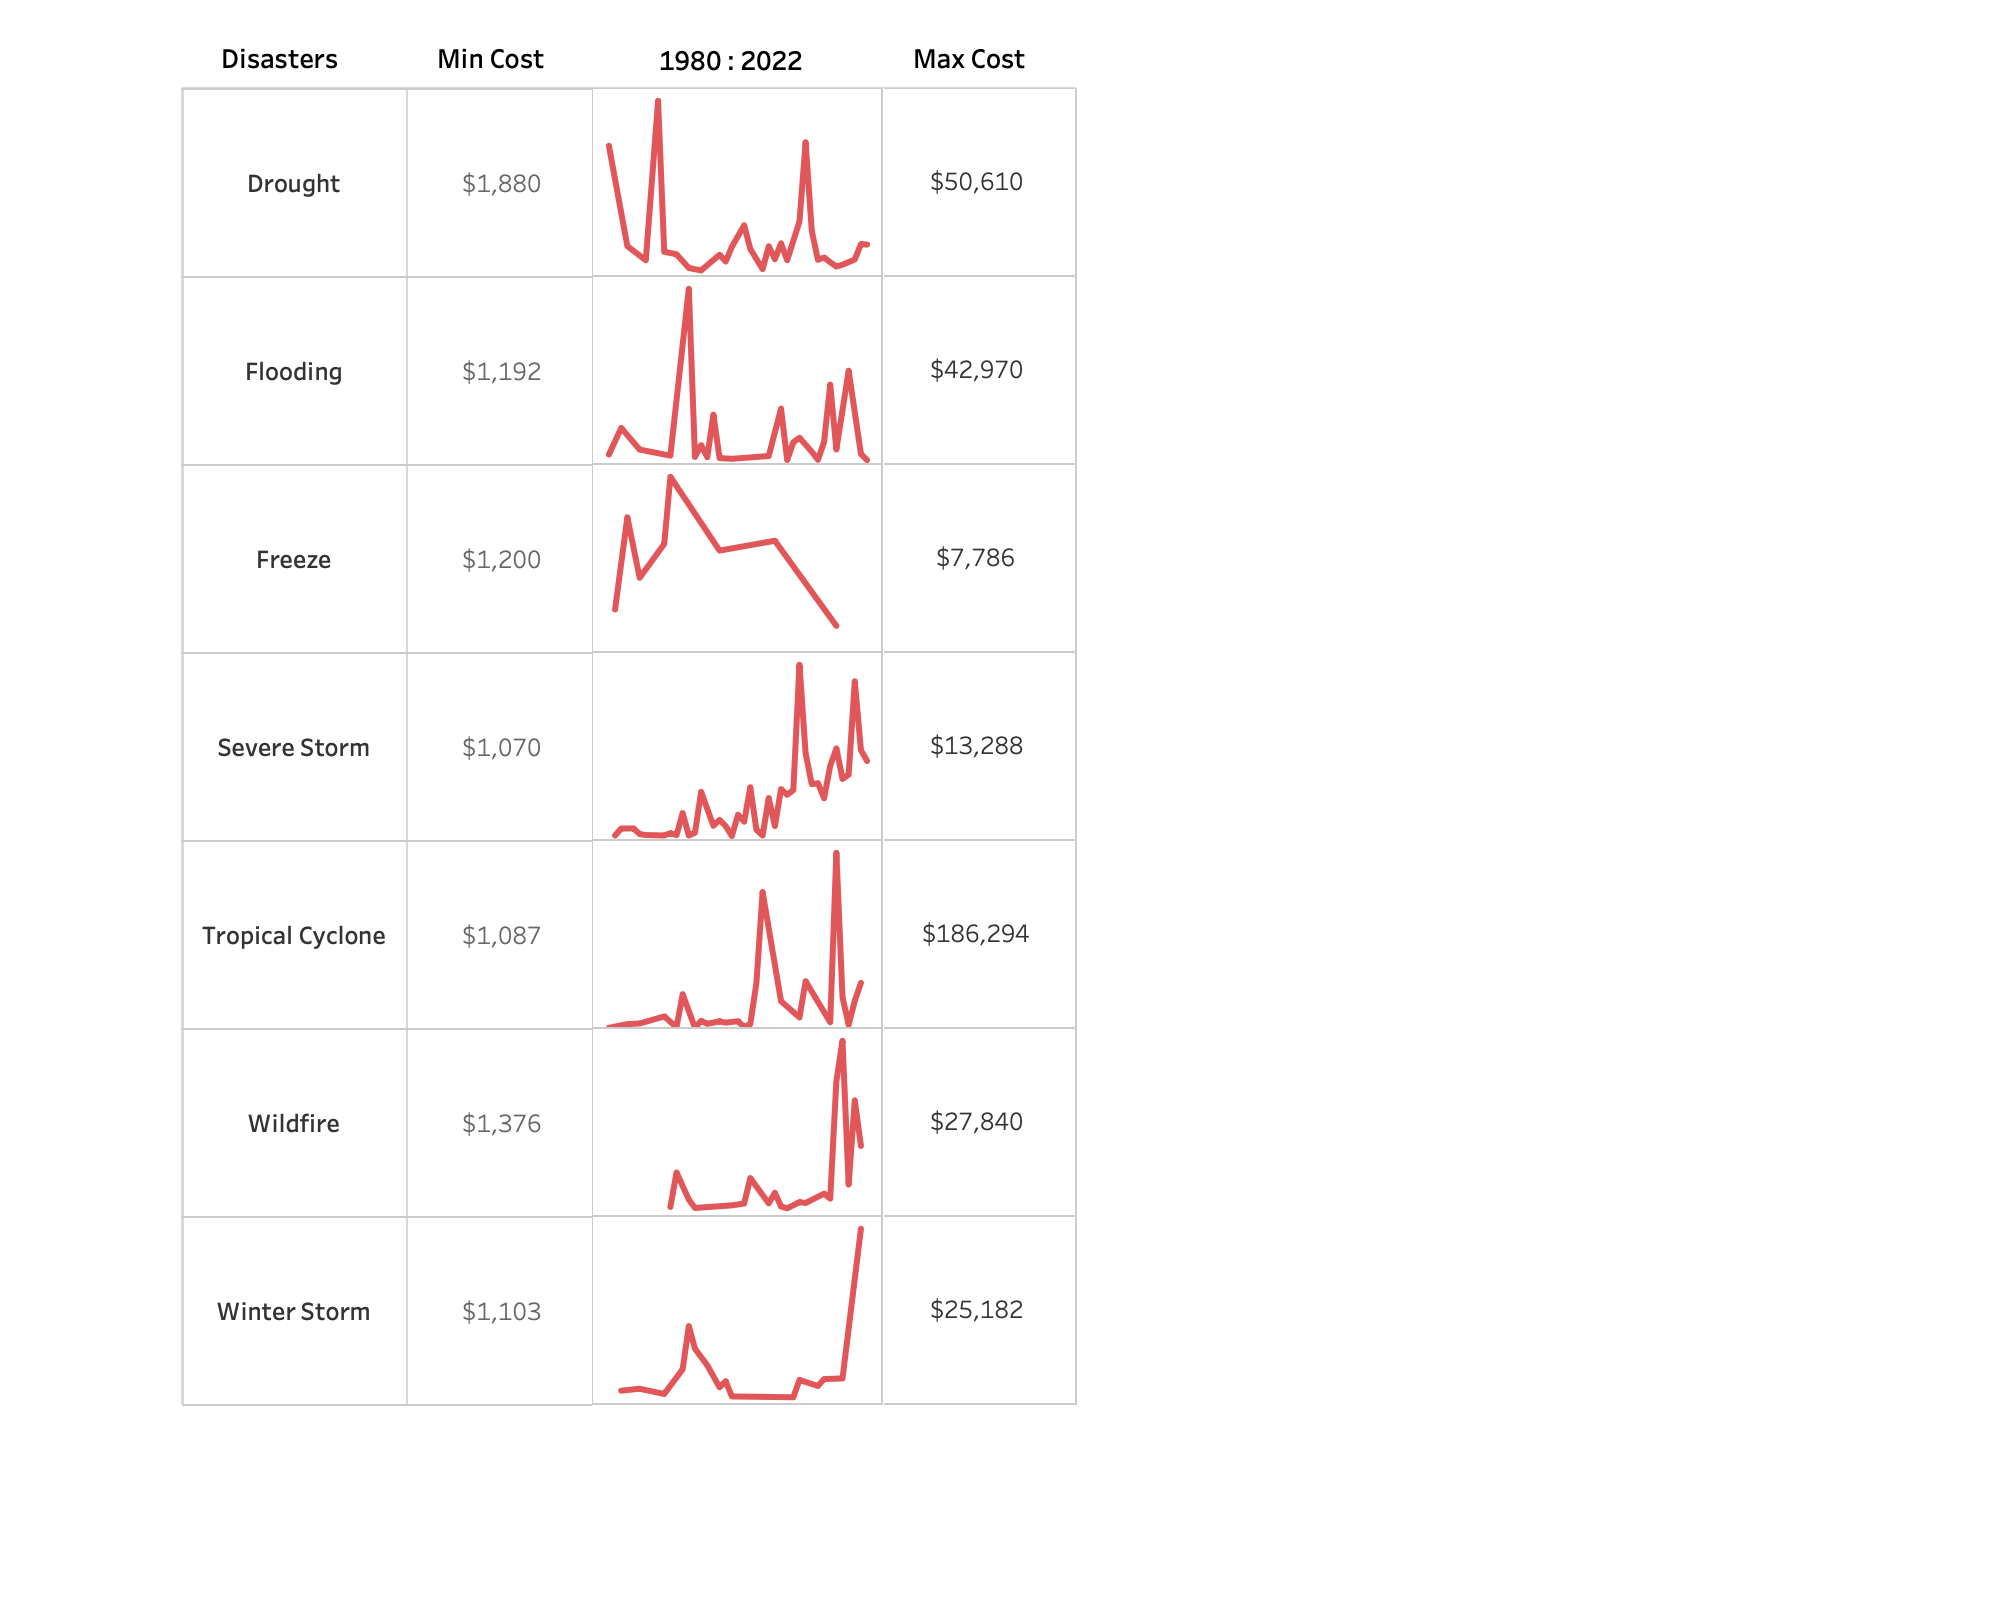 Disasters Min Cost 1980 : 2022 Max Cost
Drought $1,880 $50,610
Flooding $1,192 $42,970
Freeze $1,200 $7,786
Severe Storm $1,070 $13,288
Tropical Cyclone $1,087 $186,294
Wildfire $1,376 $27,840
Winter Storm $1,103 $25,182